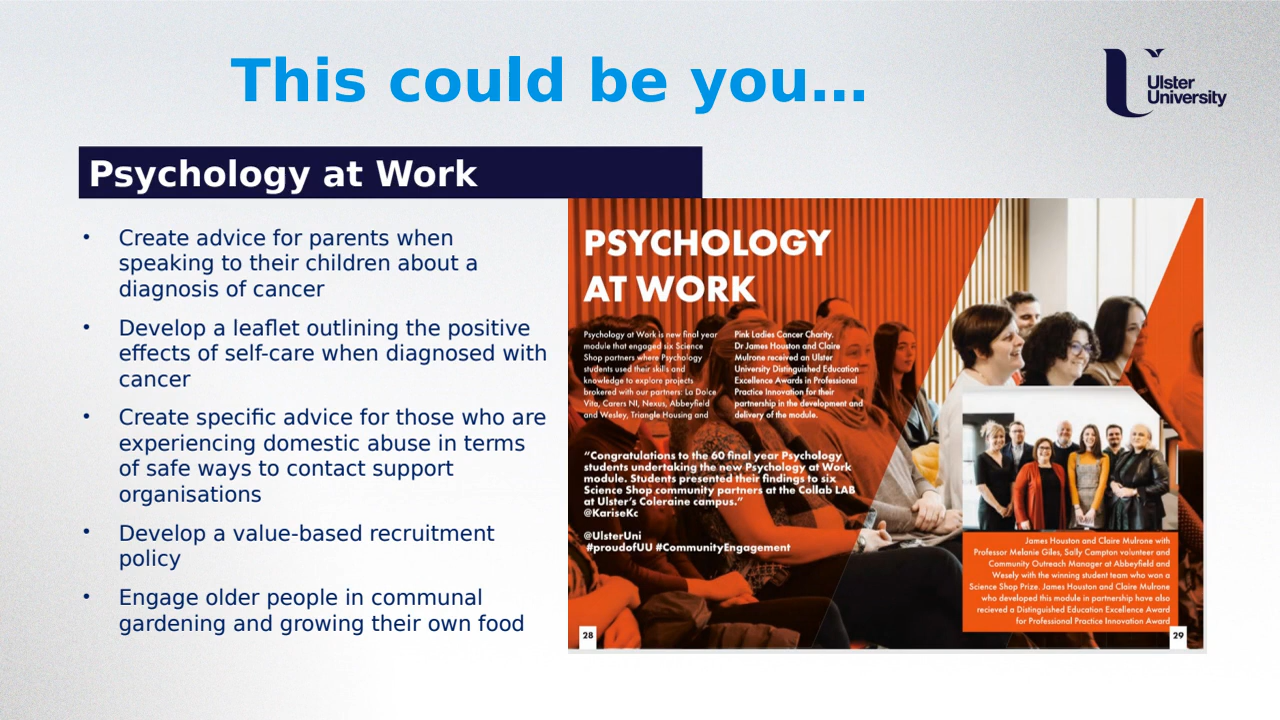 This could be you...
Ulster
University
Psychology at Work
• Create advice for parents when
speaking to their children about a
diagnosis of cancer
• Develop a leaflet outlining the positive
effects of self-care when diagnosed with
cancer
• Create specific advice for those who are
experiencing domestic abuse in terms
of safe ways to contact support
organisations
• Develop a value-based recruitment
policy
• Engage older people in communal
gardening and growing their own food
PSYCHOLOGY
AT WORK
Psychology at Work is new final year
module that engaged six Science
Shop partners where Psychology
students used their skills and
knowledge to explore projects
brokered with our partners: La Dolce
Vita, Carers NI, Nexus, Abbeyfield
and Wesley, Triangle Housing and
Pink Ladies Cancer Charity.
Dr James Houston and Claire
Mulrone received an Ulster
University Distinguished Education
Excellence Awards in Professional
Practice Innovation for their
partnership in the development and
delivery of the module.
“Congratulations to the 60 final year Psychology
students undertaking the new Psychology at Work
module. Students presented their findings to six
Science Shop community partners at the Collab LAB
at Ulster’s Coleraine campus.”
@KariseKc
@UlsterUni
#proudofUU #CommunityEngagement
James Houston and Claire Mulrone with
Professor Melanie Giles, Sally Campton volunteer and
Community Outreach Manager at Abbeyfield and
Wesely with the winning student team who won a
Science Shop Prize. James Houston and Claire Mulrone
who developed this module in partnership have also
recieved a Distinguished Education Excellence Award
for Professional Practice Innovation Award
28
29